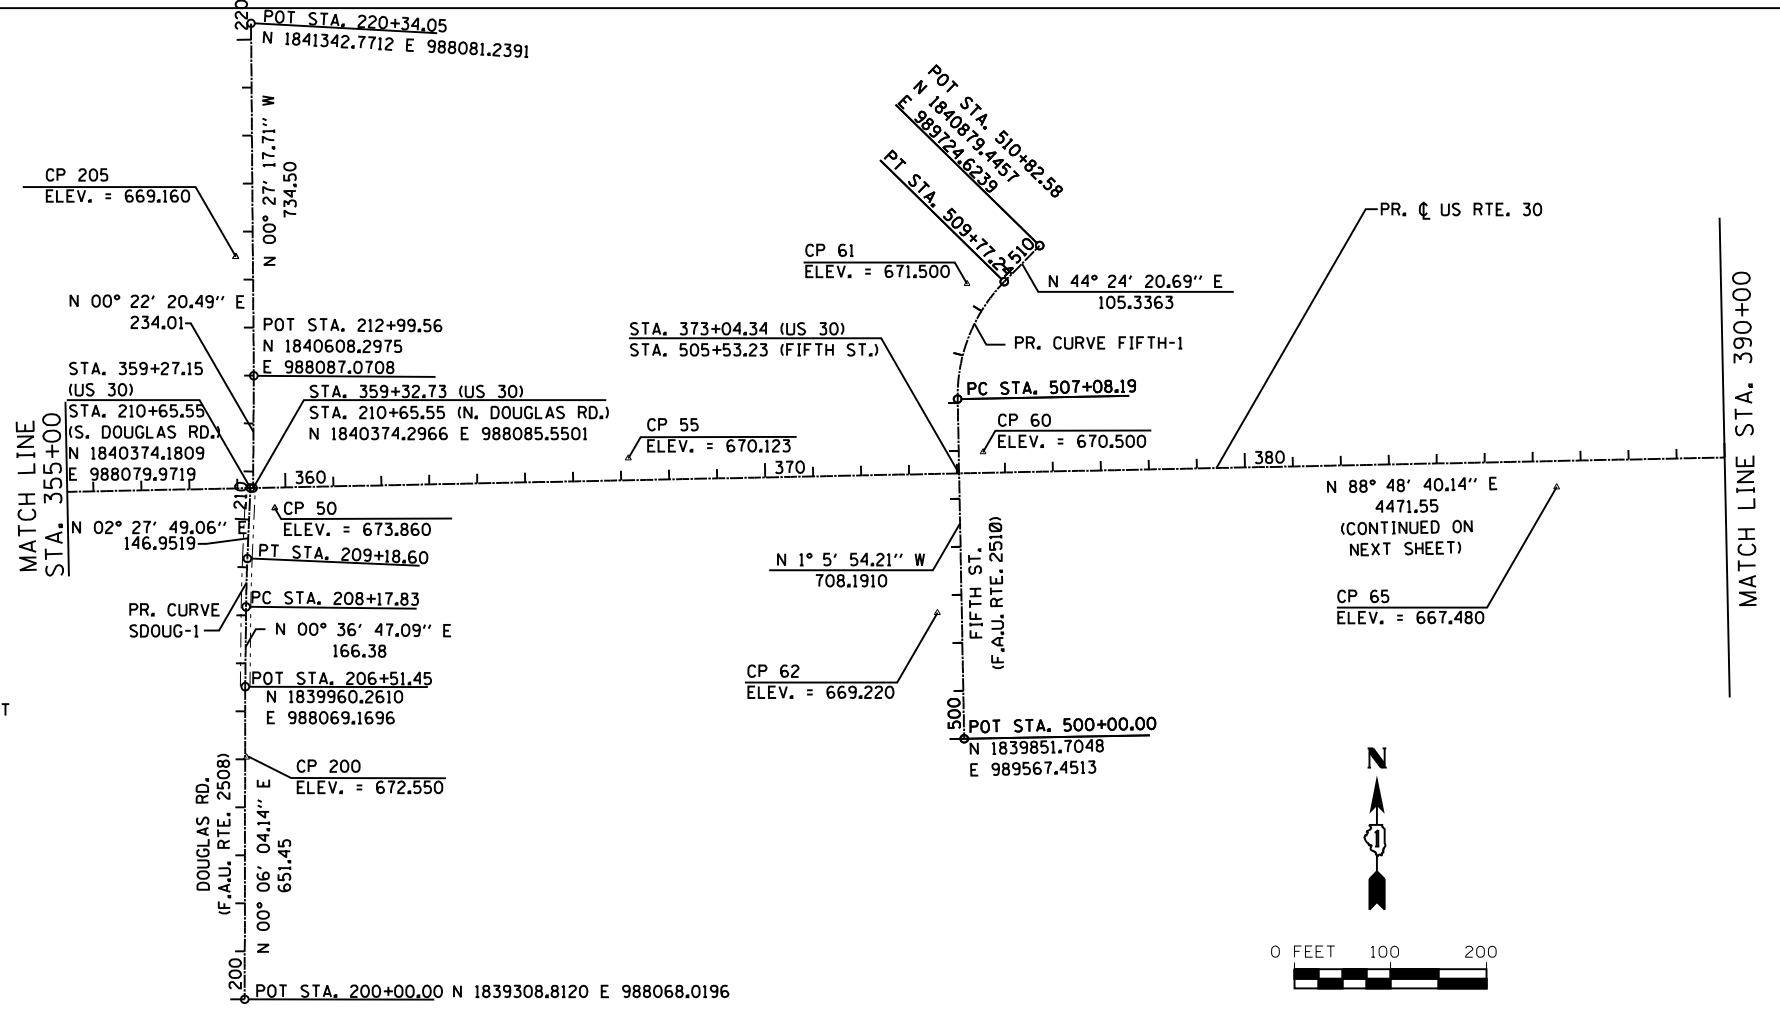 220
POT STA. 220+34.05
N 1841342.7712 E 988081.2391
N 00° 27' 17.71" W
734.50
CP 205
ELEV. = 669.160
N 00° 22' 20.49" E
234.01
POT STA. 212+99.56
N 1840608.2975
E 988087.0708
STA. 359+27.15
(US 30)
STA. 210+65.55
(S. DOUGLAS RD.)
N 1840374.1809
E 988079.9719
STA. 359+32.73 (US 30)
STA. 210+65.55 (N. DOUGLAS RD.)
N 1840374.2966 E 988085.5501
MATCH LINE
STA. 355+00
210
360
CP 50
ELEV. = 673.860
N 02° 27' 49.06" E
146.9519
PT STA. 209+18.60
PC STA. 208+17.83
PR. CURVE
SDOUG-1
N 00° 36' 47.09" E
166.38
POT STA. 206+51.45
N 1839960.2610
E 988069.1696
T
CP 200
ELEV. = 672.550
DOUGLAS RD.
(F.A.U. RTE. 2508)
N 00° 06' 04.14" E
651.45
200
POT STA. 200+00.00 N 1839308.8120 E 988068.0196
CP 55
ELEV. = 670.123
370
POT STA. 510+82.58
N 1840879.4457
E 989724.6239
PT STA. 509+77.24
510
CP 61
ELEV. = 671.500
N 44° 24' 20.69" E
105.3363
STA. 373+04.34 (US 30)
STA. 505+53.23 (FIFTH ST.)
PR. CURVE FIFTH-1
PC STA. 507+08.19
CP 60
ELEV. = 670.500
N 1° 5' 54.21" W
708.1910
FIFTH ST.
(F.A.U. RTE. 2510)
CP 62
ELEV. = 669.220
500
POT STA. 500+00.00
N 1839851.7048
E 989567.4513
PR. ℄ US RTE. 30
380
N 88° 48' 40.14" E
4471.55
(CONTINUED ON
NEXT SHEET)
CP 65
ELEV. = 667.480
MATCH LINE STA. 390+00
N
1
0 FEET 100 200